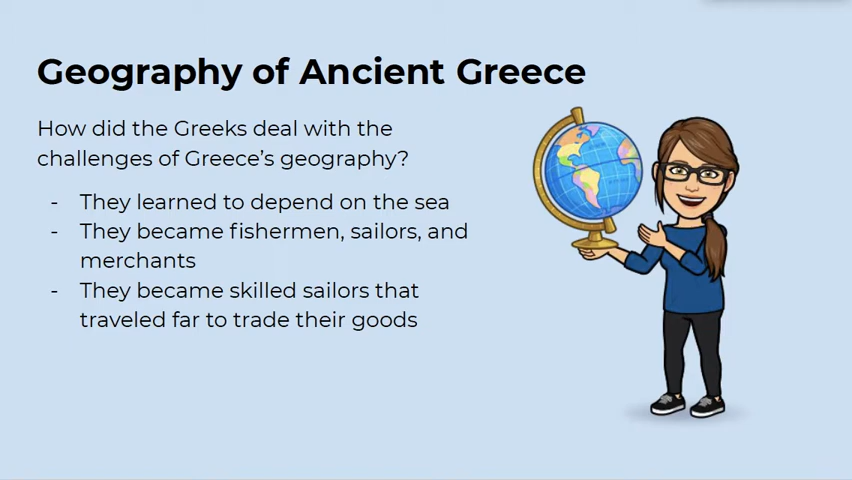 Geography of Ancient Greece
How did the Greeks deal with the
challenges of Greece’s geography?
- They learned to depend on the sea
- They became fishermen, sailors, and
merchants
- They became skilled sailors that
traveled far to trade their goods